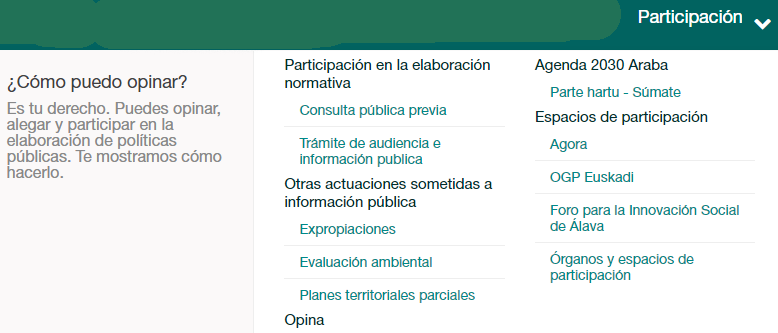 Participación
¿Cómo puedo opinar?
Es tu derecho. Puedes opinar,
alegar y participar en la
elaboración de políticas
públicas. Te mostramos cómo
hacerlo.
Participación en la elaboración
normativa
Consulta pública previa
Trámite de audiencia e
información publica
Otras actuaciones sometidas a
información pública
Expropiaciones
Evaluación ambiental
Planes territoriales parciales
Opina
Agenda 2030 Araba
Parte hartu - Súmate
Espacios de participación
Agora
OGP Euskadi
Foro para la Innovación Social
de Álava
Órganos y espacios de
participación